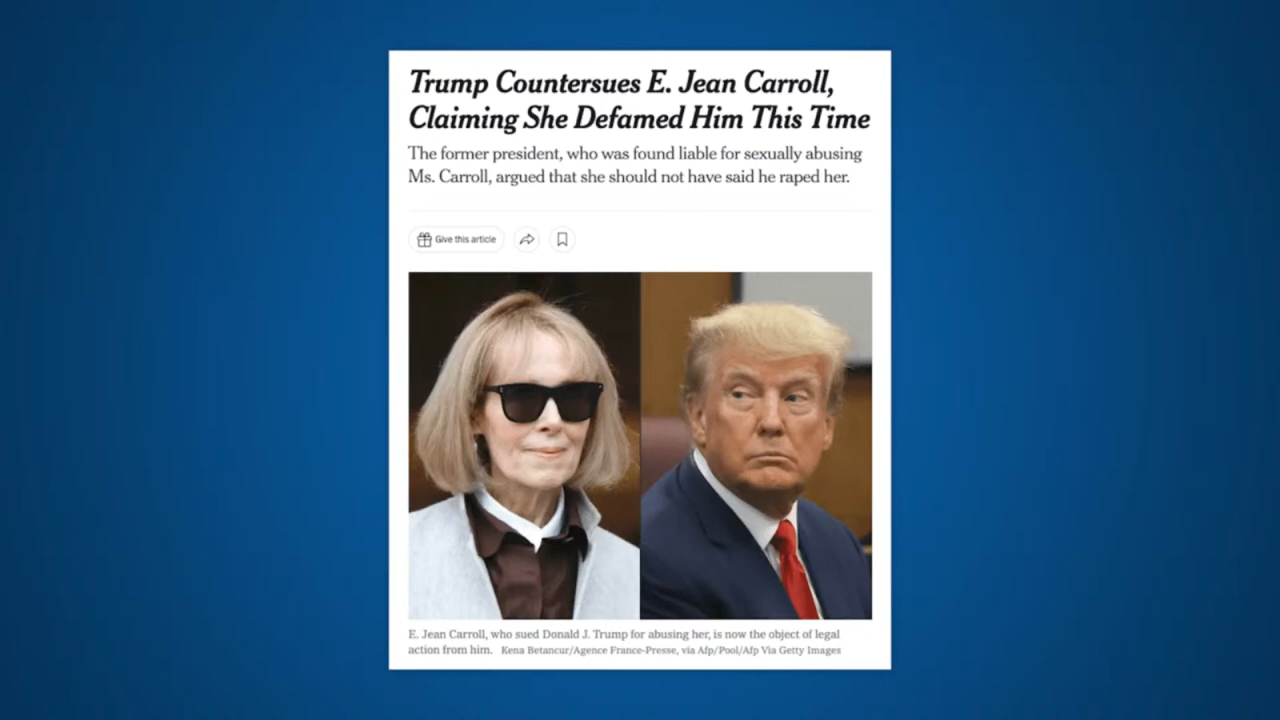 Trump Countersues E. Jean Carroll,
Claiming She Defamed Him This Time
The former president, who was found liable for sexually abusing
Ms. Carroll, argued that she should not have said he raped her.
Give this article
E. Jean Carroll, who sued Donald J. Trump for abusing her, is now the object of legal
action from him. Kena Betancur/Agence France-Presse, via Afp/Pool/Afp Via Getty Images